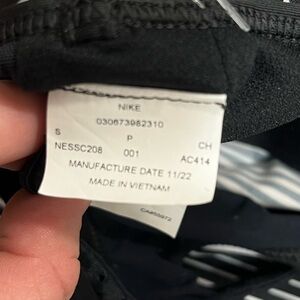 NIKE
030673982310
S P CH
NESSC208 001 AC414
MANUFACTURE DATE 11/22
MADE IN VIETNAM